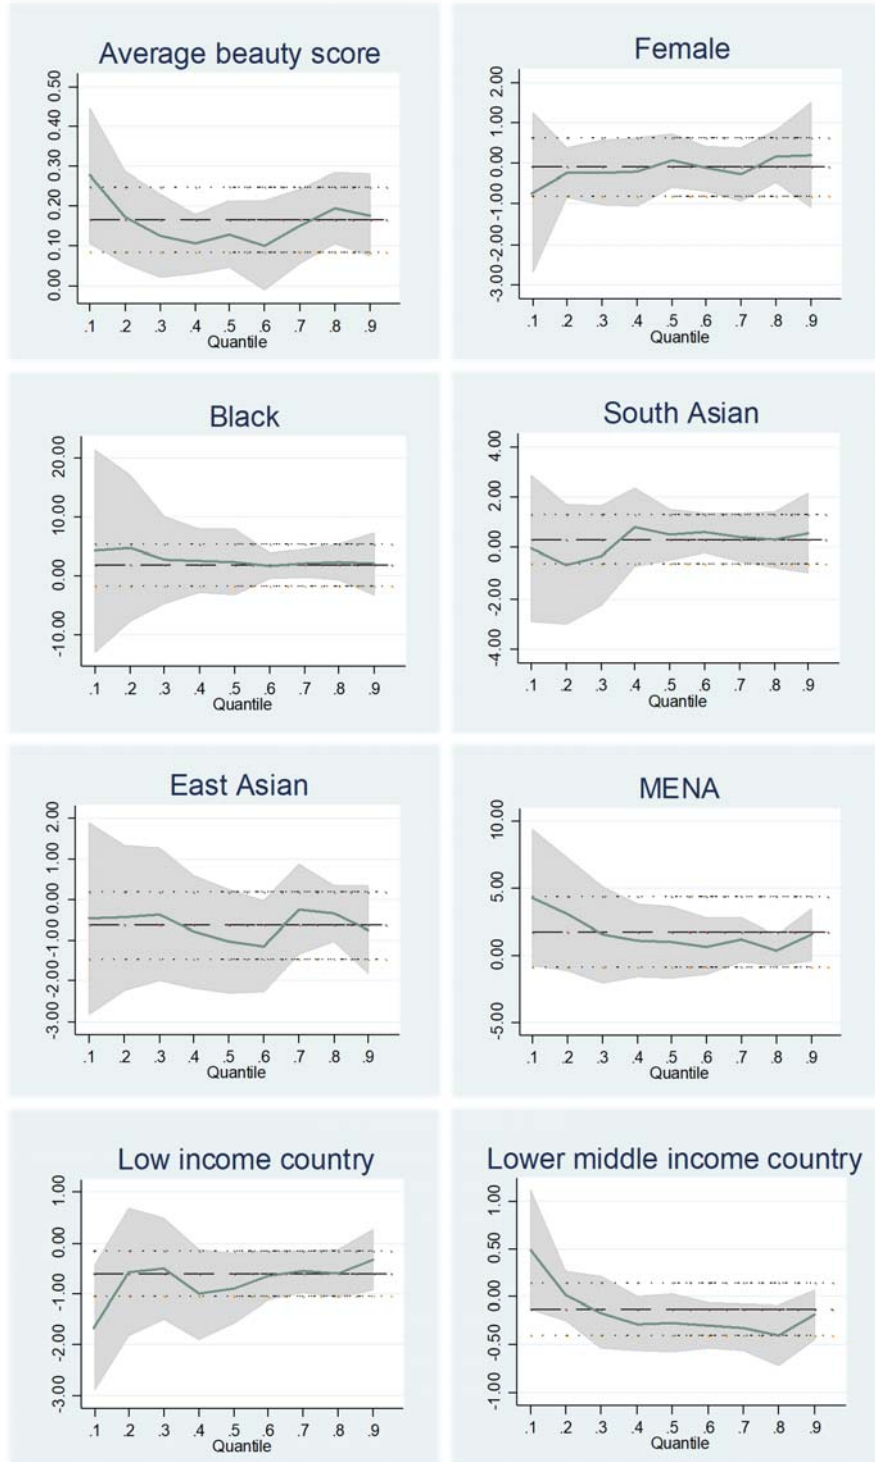 Average beauty score
0.50
0.40
0.30
0.20
0.10
0.00
.1 .2 .3 .4 .5 .6 .7 .8 .9
Quantile
Female
2.00
1.00
0.00
-1.00
-2.00
-3.00
.1 .2 .3 .4 .5 .6 .7 .8 .9
Quantile
Black
20.00
10.00
0.00
-10.00
.1 .2 .3 .4 .5 .6 .7 .8 .9
Quantile
South Asian
4.00
2.00
0.00
-2.00
-4.00
.1 .2 .3 .4 .5 .6 .7 .8 .9
Quantile
East Asian
2.00
1.00
0.00
-1.00
-2.00
-3.00
.1 .2 .3 .4 .5 .6 .7 .8 .9
Quantile
MENA
10.00
5.00
0.00
-5.00
.1 .2 .3 .4 .5 .6 .7 .8 .9
Quantile
Low income country
1.00
0.00
-1.00
-2.00
-3.00
.1 .2 .3 .4 .5 .6 .7 .8 .9
Quantile
Lower middle income country
1.00
0.50
0.00
-0.50
-1.00
.1 .2 .3 .4 .5 .6 .7 .8 .9
Quantile